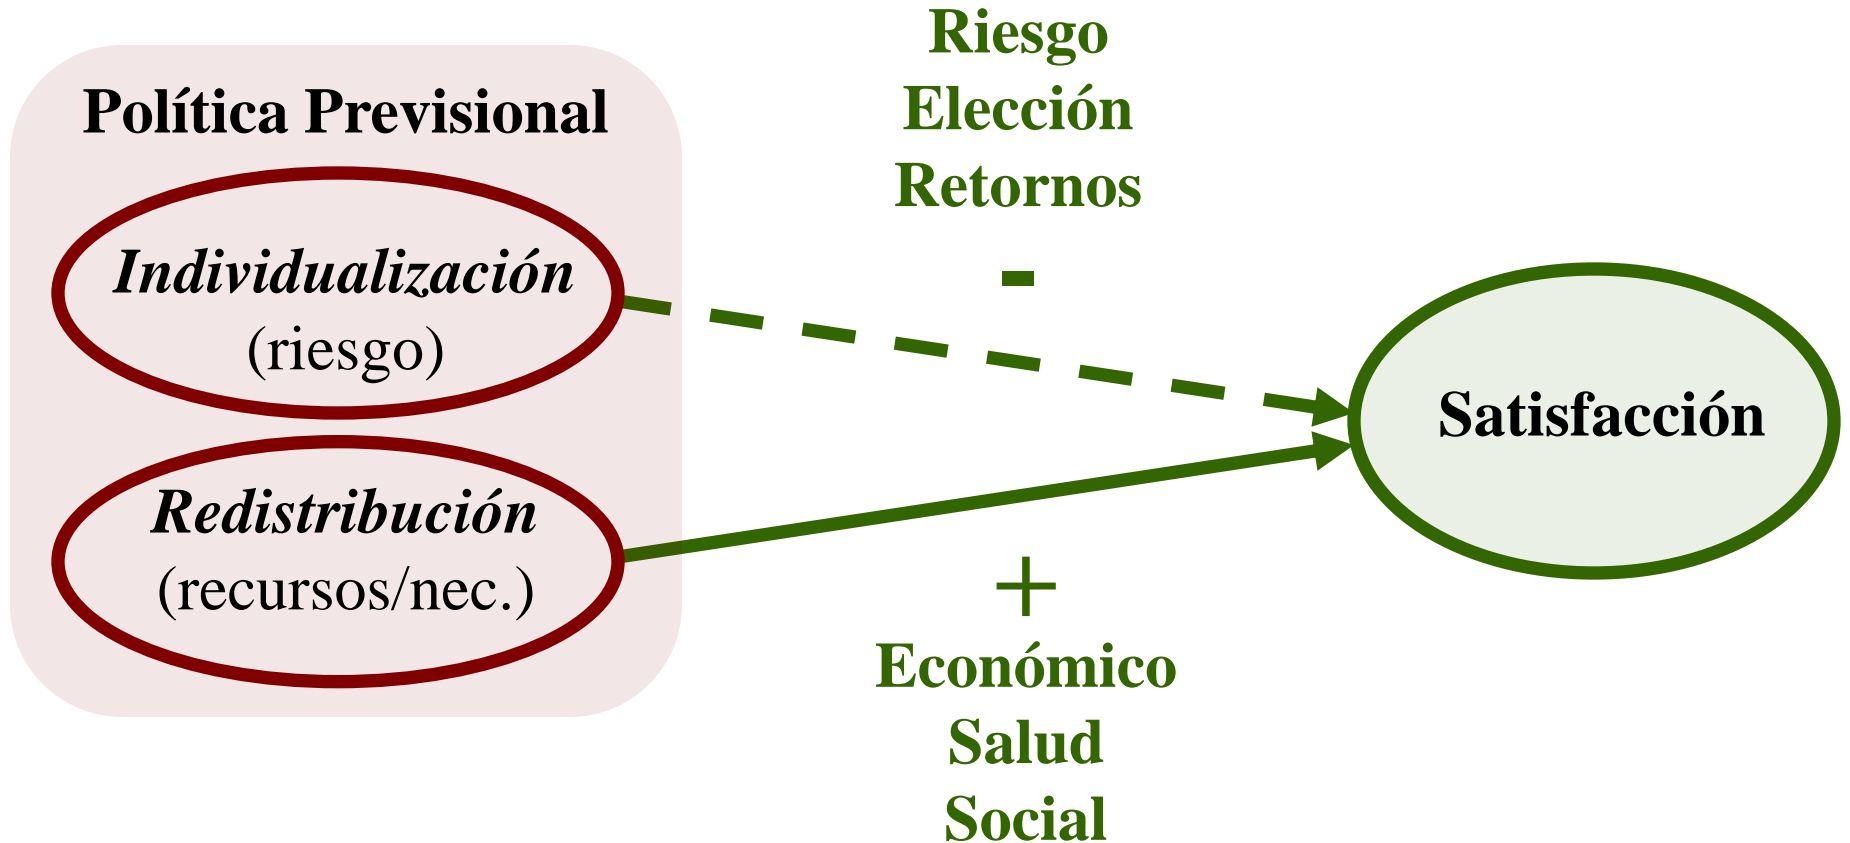 Política Previsional
Individualización
(riesgo)
Redistribución
(recursos/nec.)
Riesgo
Elección
Retornos
-
+
Económico
Salud
Social
Satisfacción